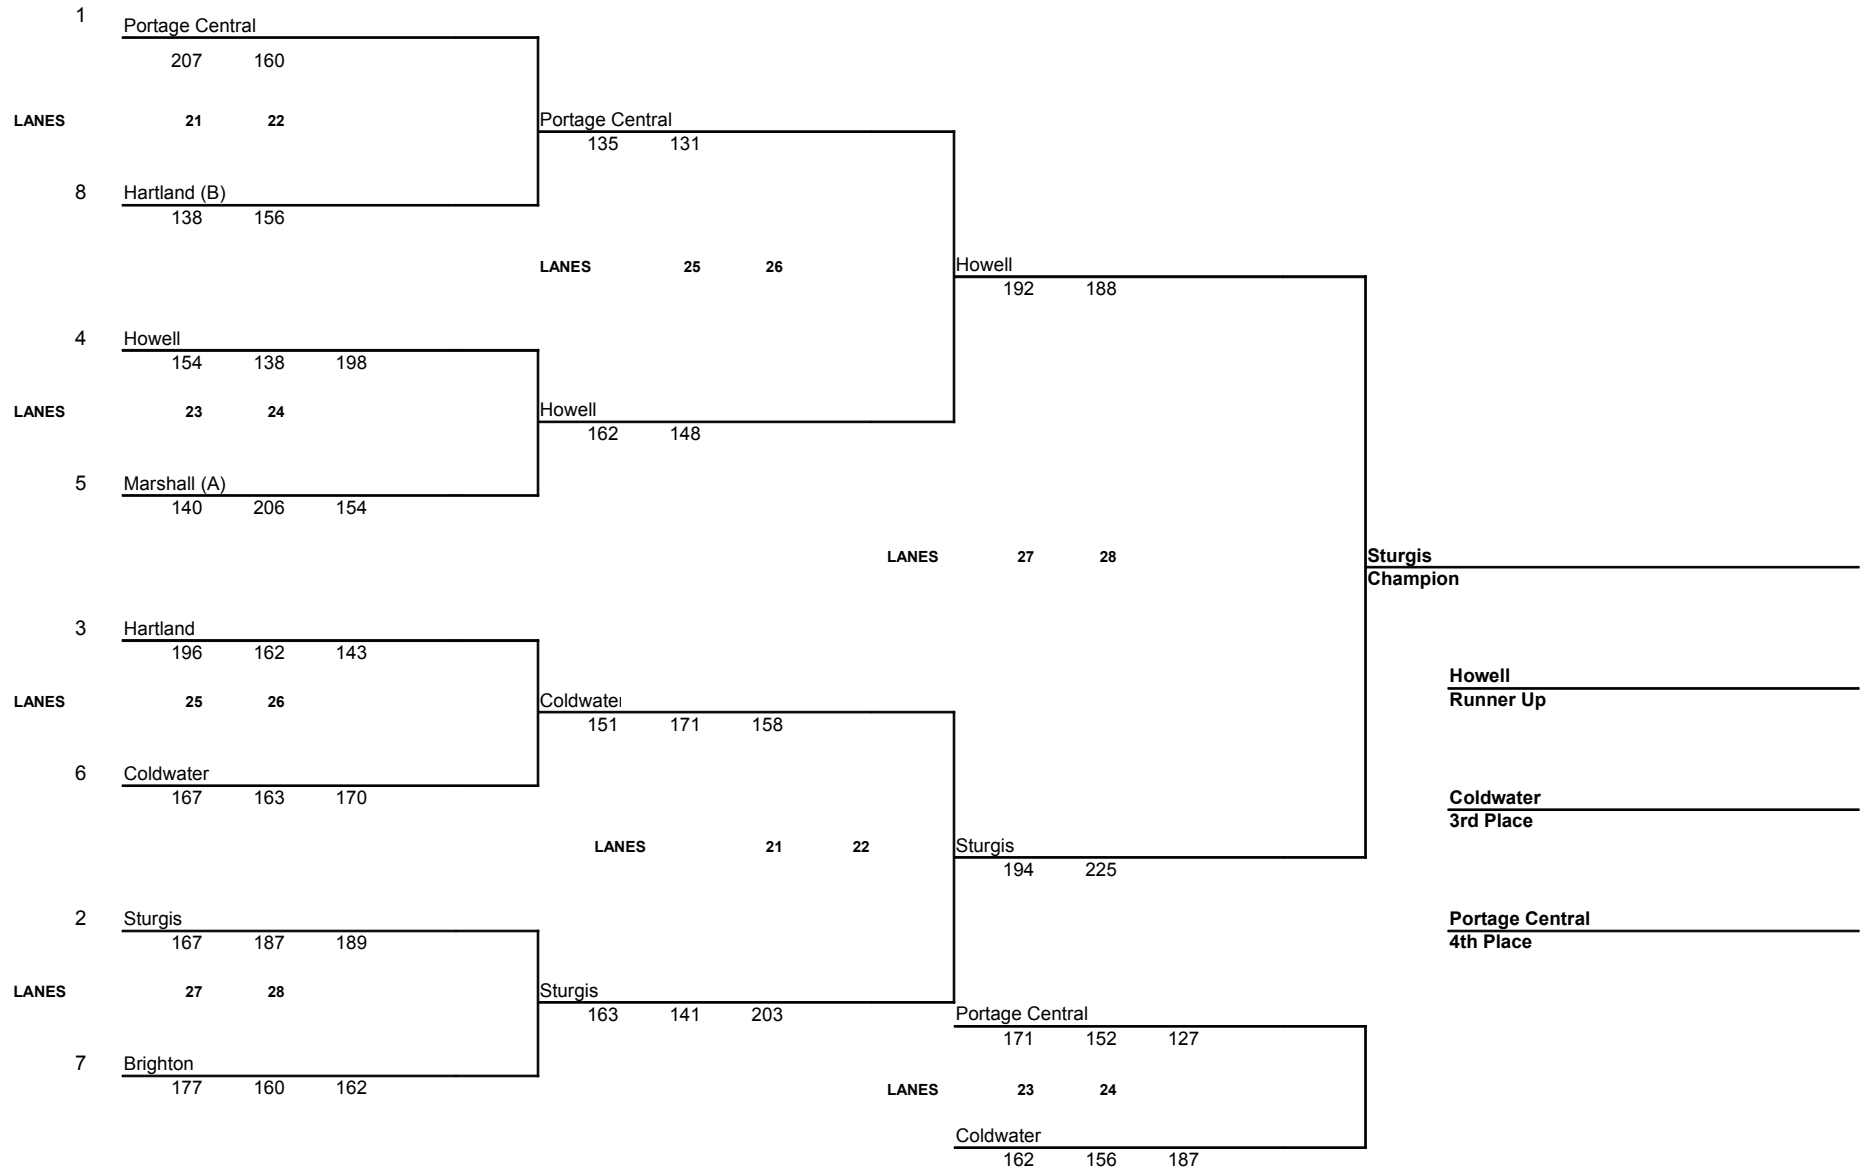 1
Portage Central
207 160
LANES 21 22
Portage Central
135 131
8 Hartland (B)
138 156
LANES 25 26
Howell
192 188
4 Howell
154 138 198
LANES 23 24
Howell
162 148
5 Marshall (A)
140 206 154
LANES 27 28
Sturgis
Champion
3 Hartland
196 162 143
Howell
Runner Up
LANES 25 26
Coldwater
151 171 158
6 Coldwater
167 163 170
Coldwater
3rd Place
LANES 21 22
Sturgis
194 225
2 Sturgis
167 187 189
Portage Central
4th Place
LANES 27 28
Sturgis
163 141 203
Portage Central
171 152 127
7 Brighton
177 160 162
LANES 23 24
Coldwater
162 156 187